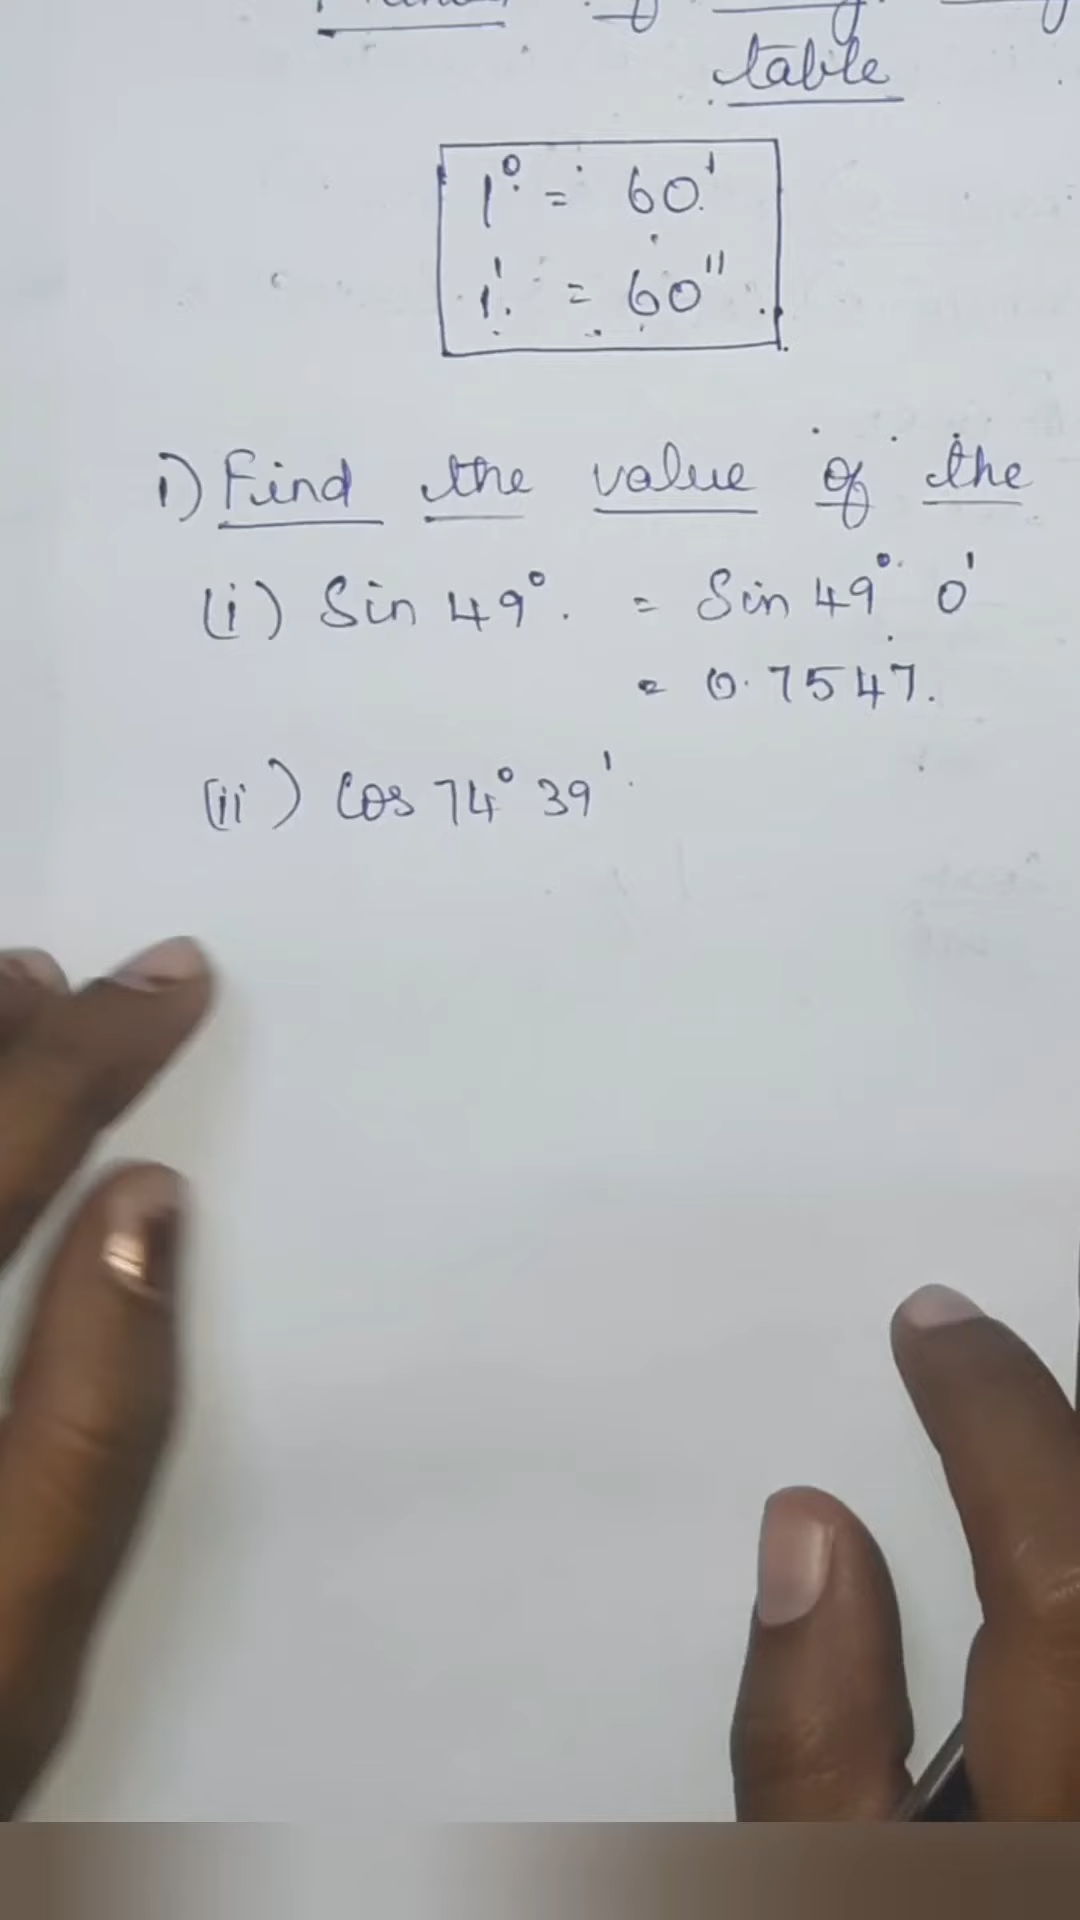 table
1° = 60'
1' = 60"
1) Find the value of the
(i) Sin 49°. = Sin 49° 0'
= 0.7547.
(ii) Cos 74° 39'